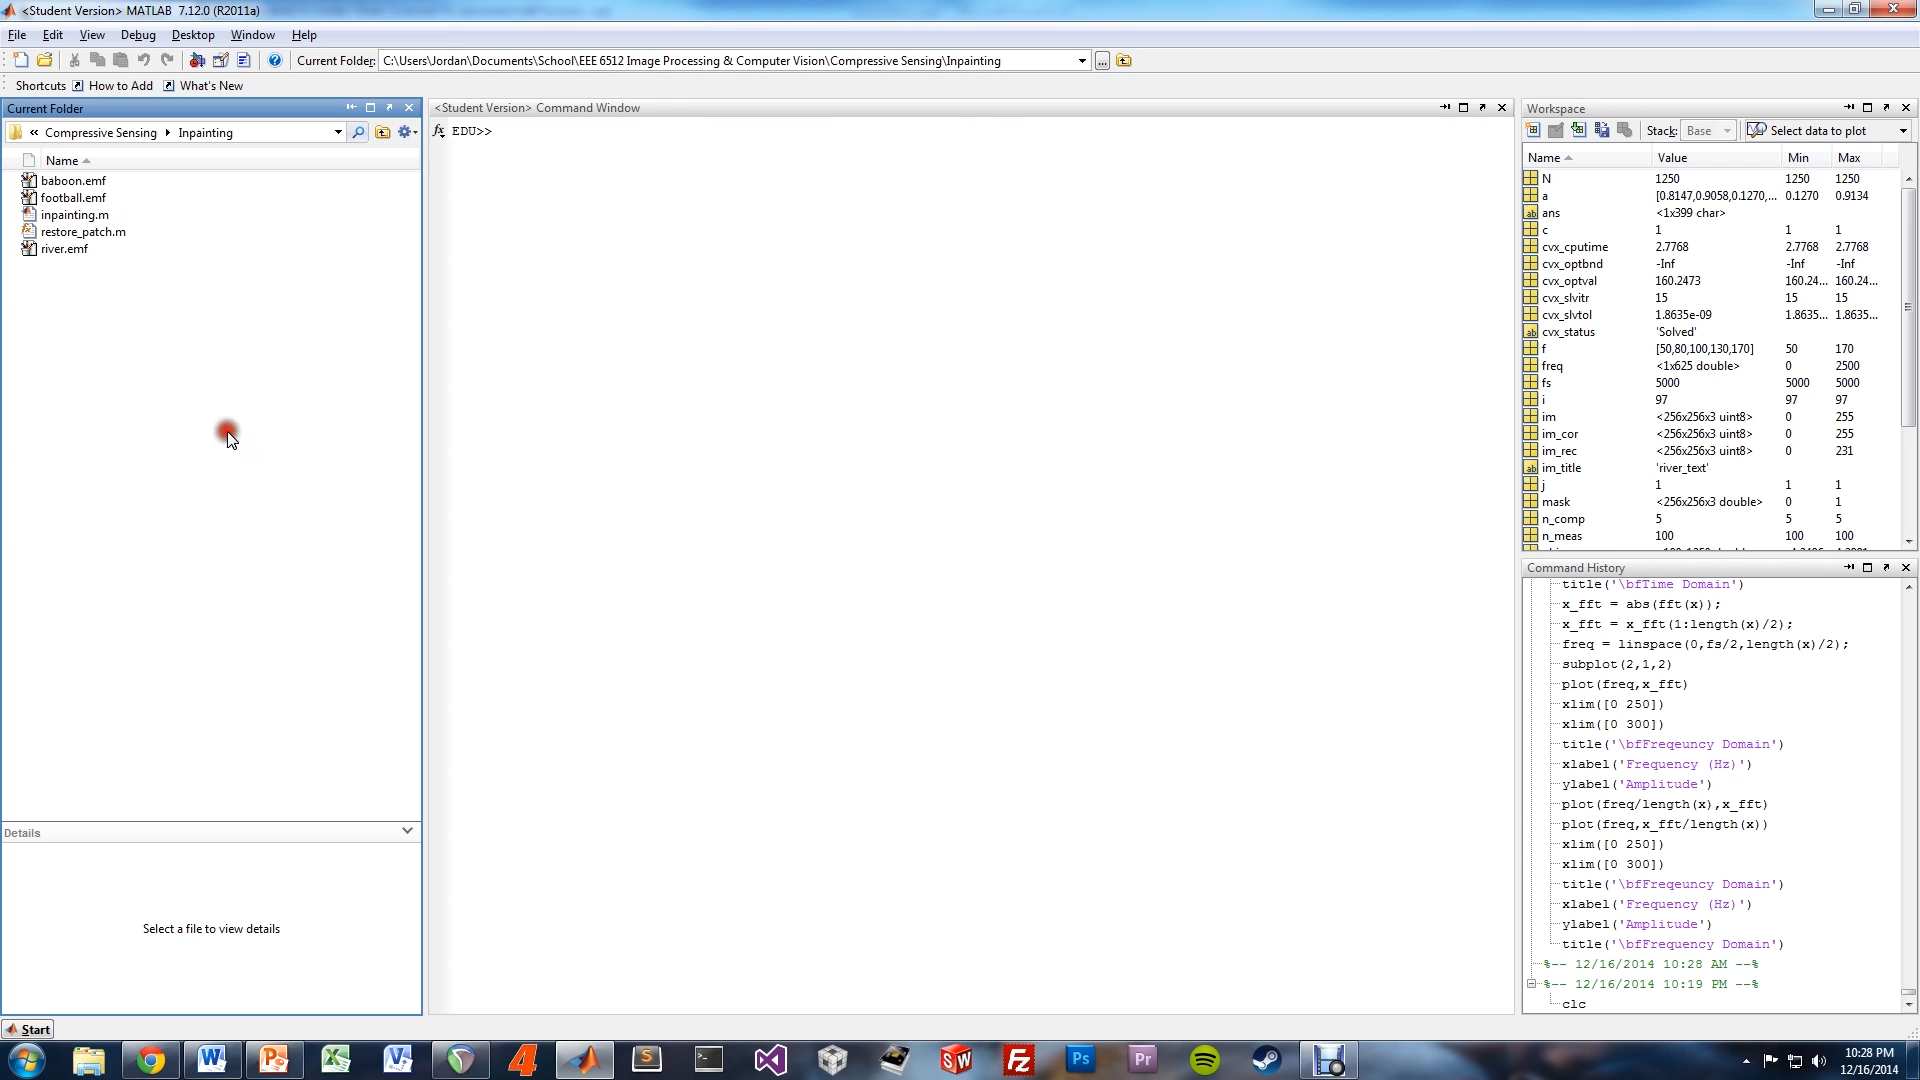 <Student Version> MATLAB 7.12.0 (R2011a)
File Edit View Debug Desktop Window Help
Current Folder: C:\Users\Jordan\Documents\School\EEE 6512 Image Processing & Computer Vision\Compressive Sensing\Inpainting
Shortcuts How to Add What's New
Current Folder
« Compressive Sensing Inpainting
Name
baboon.emf
football.emf
inpainting.m
restore_patch.m
river.emf
Details
Select a file to view details
<Student Version> Command Window
fx EDU>>
Workspace
Stack: Base Select data to plot
Name Value Min Max
N 1250 1250 1250
a [0.8147,0.9058,0.1270,... 0.1270 0.9134
ans <1x399 char>
c 1 1 1
cvx_cputime 2.7768 2.7768 2.7768
cvx_optbnd -Inf -Inf -Inf
cvx_optval 160.2473 160.24... 160.24...
cvx_slvitr 15 15 15
cvx_slvtol 1.8635e-09 1.8635... 1.8635...
cvx_status 'Solved'
f [50,80,100,130,170] 50 170
freq <1x625 double> 0 2500
fs 5000 5000 5000
i 97 97 97
im <256x256x3 uint8> 0 255
im_cor <256x256x3 uint8> 0 255
im_rec <256x256x3 uint8> 0 231
im_title 'river_text'
j 1 1 1
mask <256x256x3 double> 0 1
n_comp 5 5 5
n_meas 100 100 100
Command History
title('\bfTime Domain')
x_fft = abs(fft(x));
x_fft = x_fft(1:length(x)/2);
freq = linspace(0,fs/2,length(x)/2);
subplot(2,1,2)
plot(freq,x_fft)
xlim([0 250])
xlim([0 300])
title('\bfFreqeuncy Domain')
xlabel('Frequency (Hz)')
ylabel('Amplitude')
plot(freq/length(x),x_fft)
plot(freq,x_fft/length(x))
xlim([0 250])
xlim([0 300])
title('\bfFreqeuncy Domain')
xlabel('Frequency (Hz)')
ylabel('Amplitude')
title('\bfFrequency Domain')
%-- 12/16/2014 10:28 AM --%
%-- 12/16/2014 10:19 PM --%
clc
Start
10:28 PM
12/16/2014